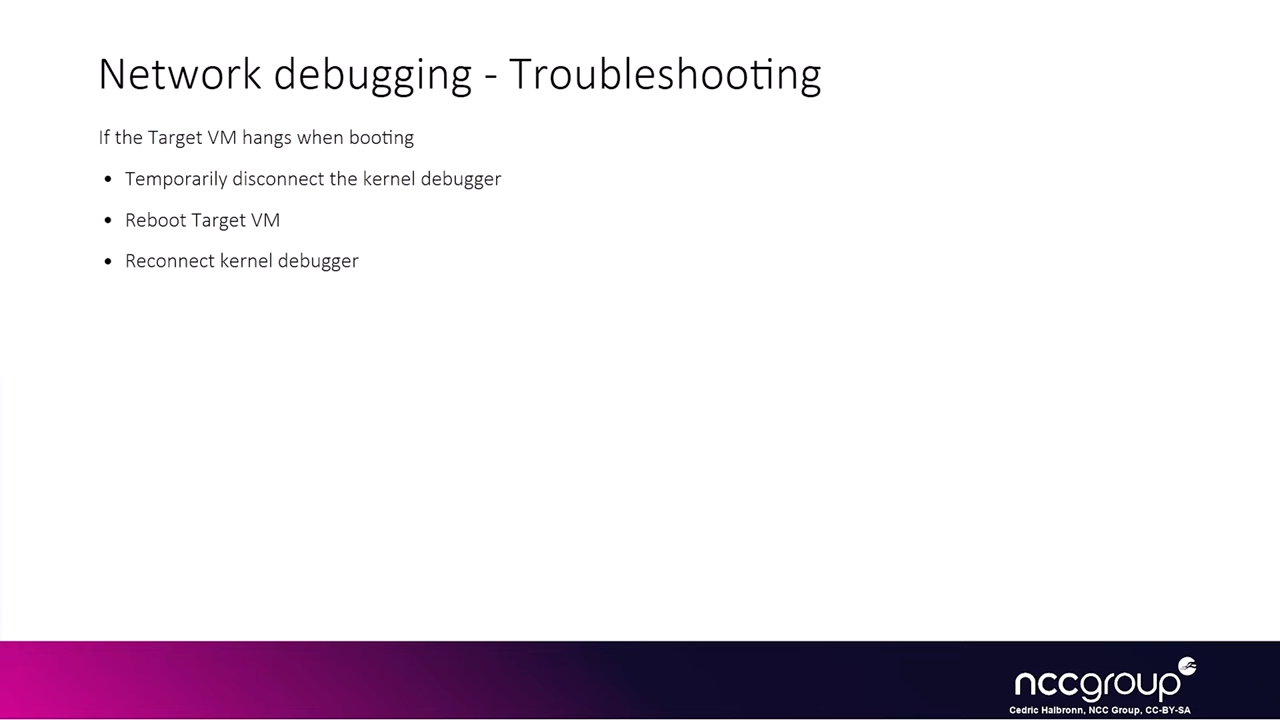 Network debugging - Troubleshooting
If the Target VM hangs when booting
• Temporarily disconnect the kernel debugger
• Reboot Target VM
• Reconnect kernel debugger
nccgroup
Cedric Halbronn, NCC Group, CC-BY-SA